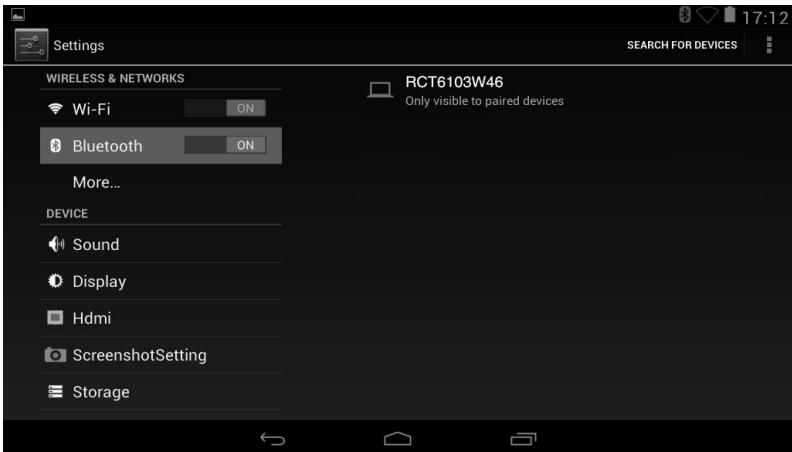 17:12
Settings
SEARCH FOR DEVICES
WIRELESS & NETWORKS
Wi-Fi
ON
Bluetooth
ON
More...
DEVICE
Sound
Display
Hdmi
ScreenshotSetting
Storage
RCT6103W46
Only visible to paired devices